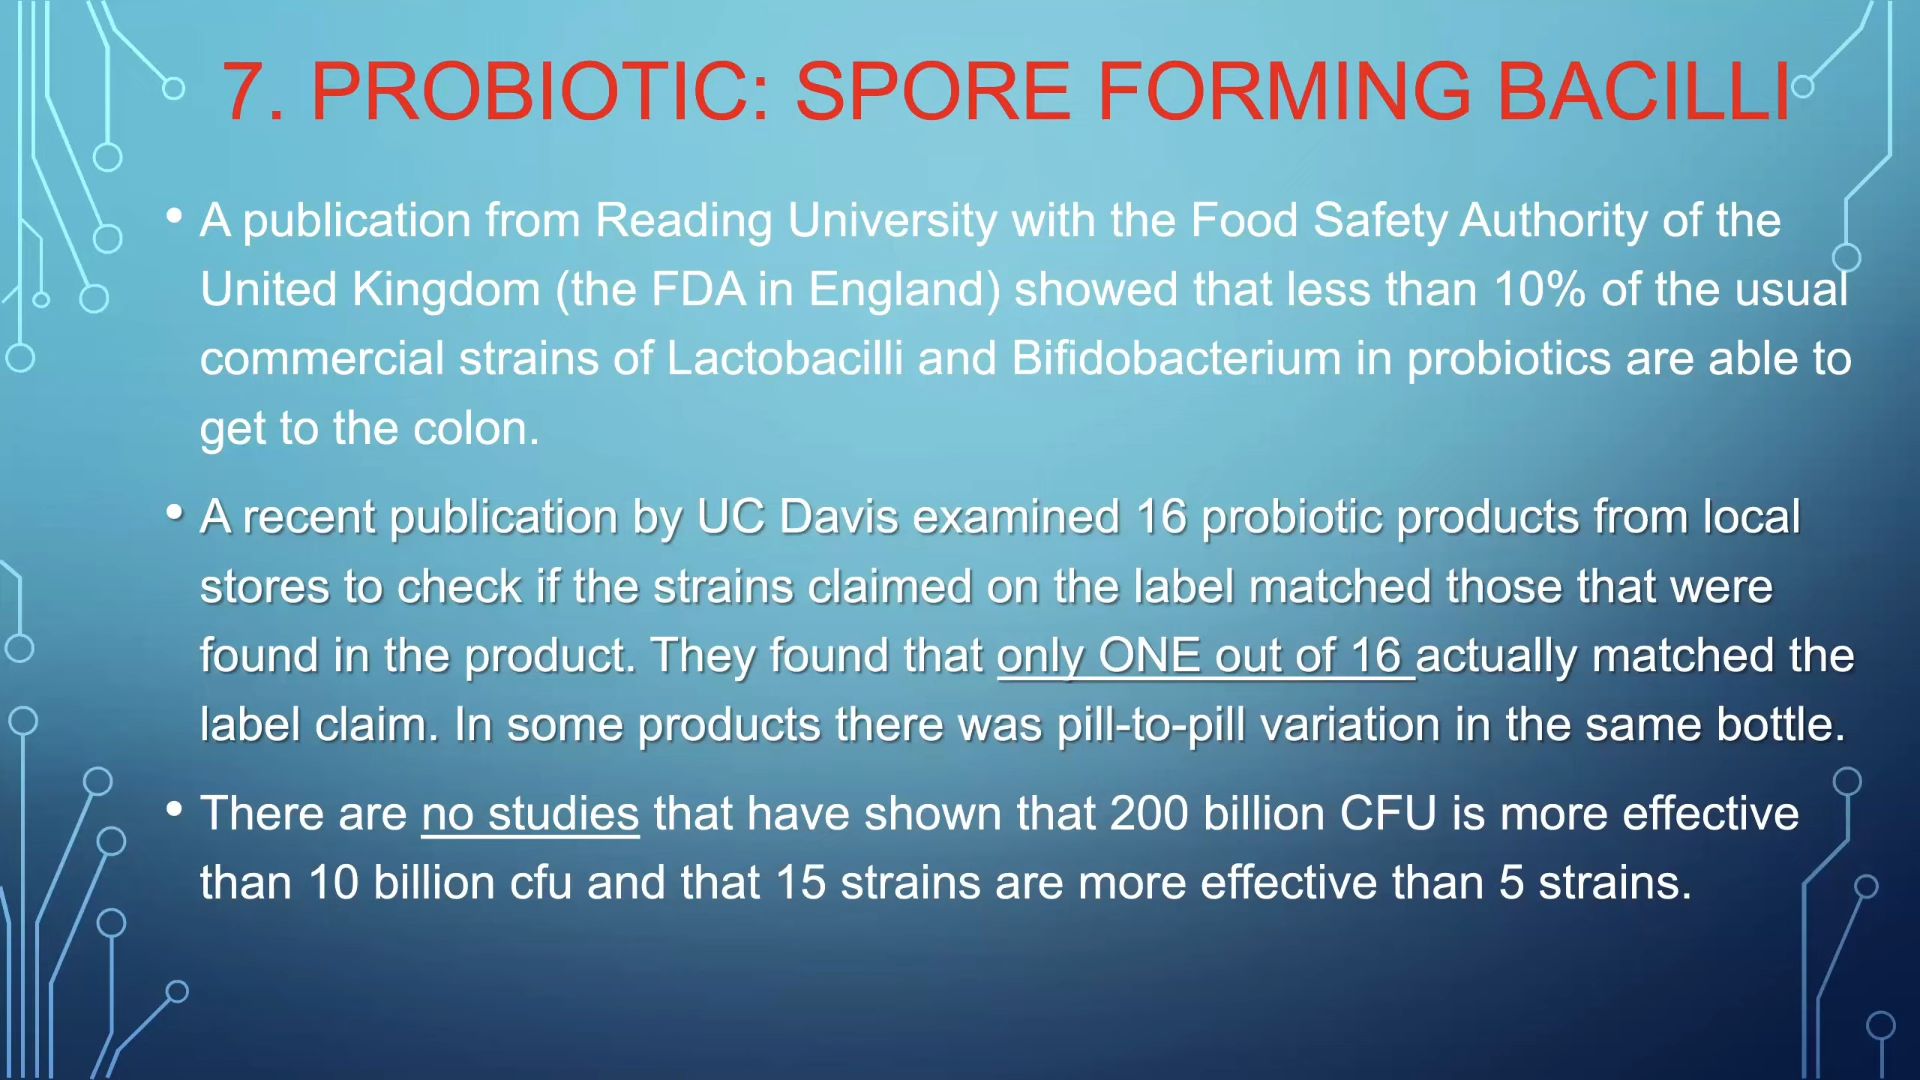 7. PROBIOTIC: SPORE FORMING BACILLI
• A publication from Reading University with the Food Safety Authority of the
United Kingdom (the FDA in England) showed that less than 10% of the usual
commercial strains of Lactobacilli and Bifidobacterium in probiotics are able to
get to the colon.
• A recent publication by UC Davis examined 16 probiotic products from local
stores to check if the strains claimed on the label matched those that were
found in the product. They found that only ONE out of 16 actually matched the
label claim. In some products there was pill-to-pill variation in the same bottle.
• There are no studies that have shown that 200 billion CFU is more effective
than 10 billion cfu and that 15 strains are more effective than 5 strains.